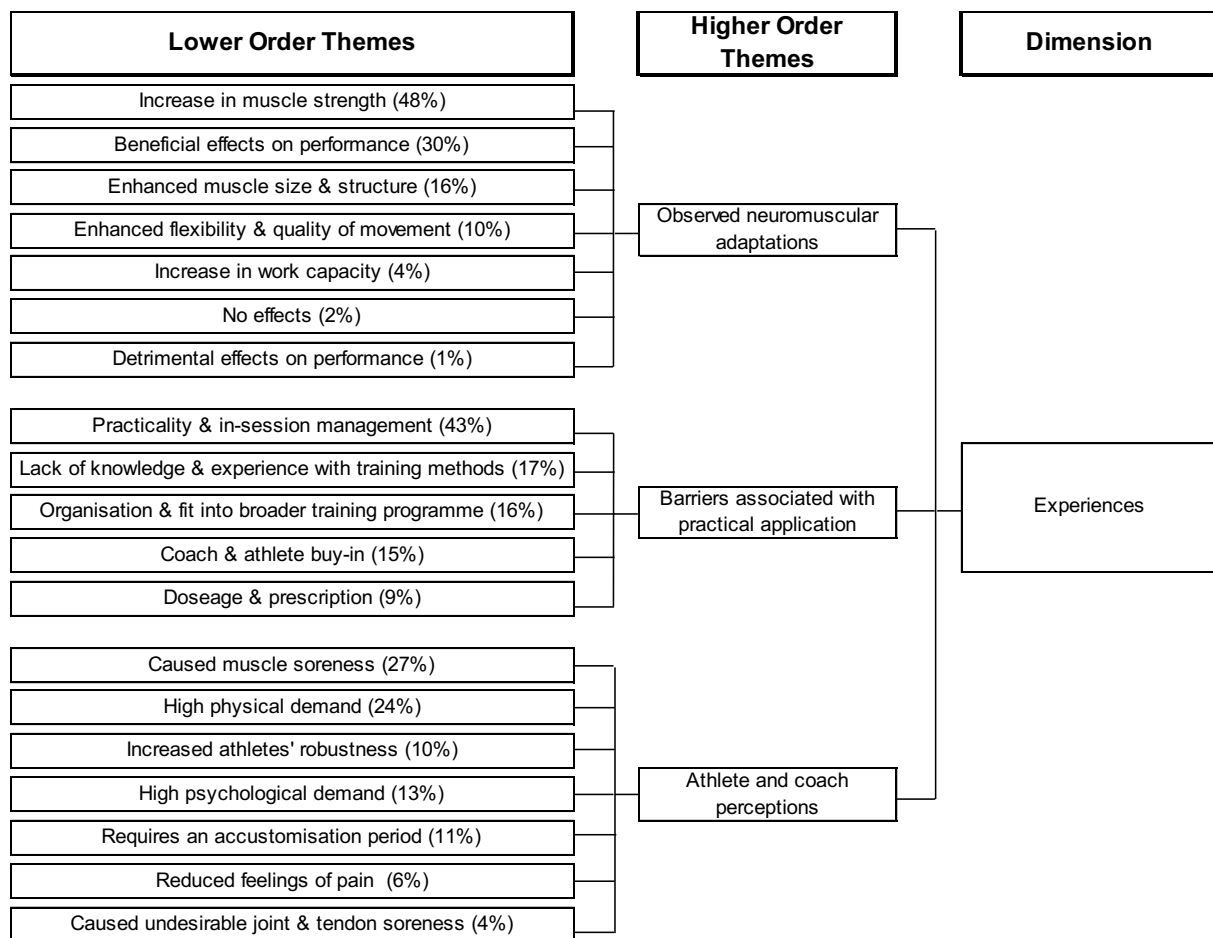 Lower Order Themes
Higher Order
Themes
Dimension
Increase in muscle strength (48%)
Beneficial effects on performance (30%)
Enhanced muscle size & structure (16%)
Enhanced flexibility & quality of movement (10%)
Increase in work capacity (4%)
No effects (2%)
Detrimental effects on performance (1%)
Observed neuromuscular
adaptations
Practicality & in-session management (43%)
Lack of knowledge & experience with training methods (17%)
Organisation & fit into broader training programme (16%)
Coach & athlete buy-in (15%)
Doseage & prescription (9%)
Barriers associated with
practical application
Experiences
Caused muscle soreness (27%)
High physical demand (24%)
Increased athletes' robustness (10%)
High psychological demand (13%)
Requires an accustomisation period (11%)
Reduced feelings of pain (6%)
Caused undesirable joint & tendon soreness (4%)
Athlete and coach
perceptions